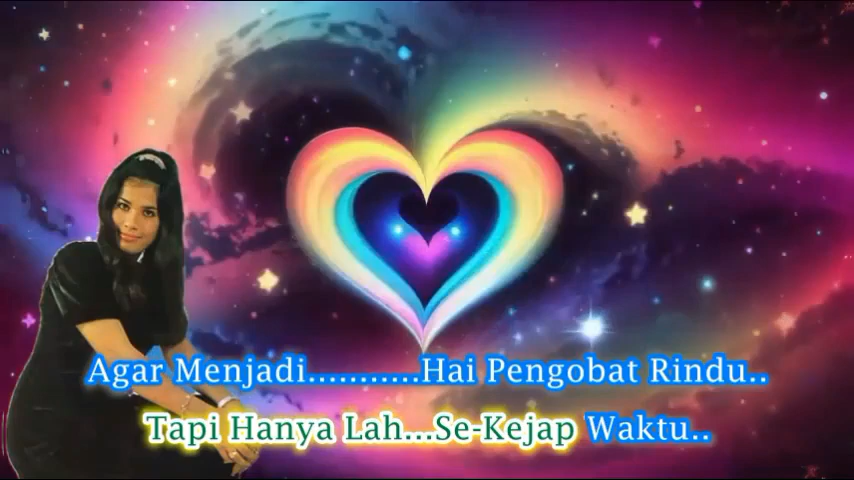 Agar Menjadi...........Hai Pengobat Rindu..
Tapi Hanya Lah...Se-Kejap Waktu..